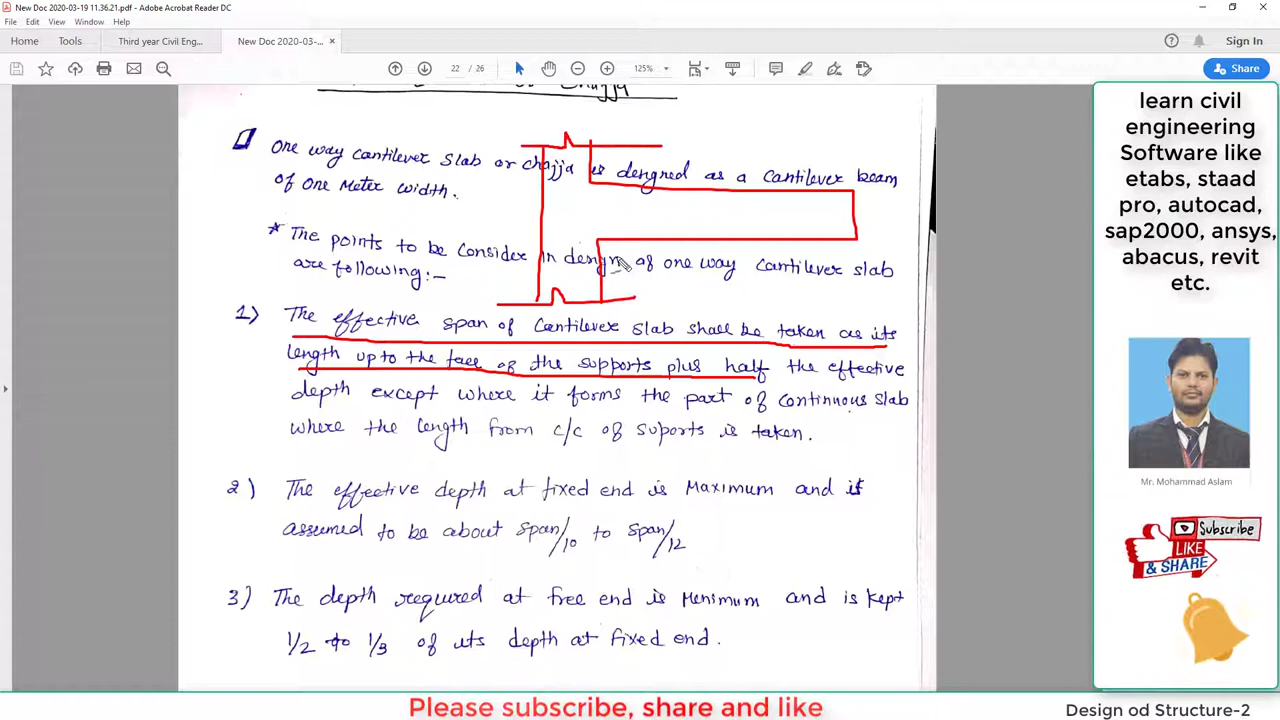 New Doc 2020-03-19 11.36.21.pdf - Adobe Acrobat Reader DC
File Edit View Window Help
Home Tools Third year Civil Eng... New Doc 2020-03-... × Sign In
22 / 26 125% Share
Chajja
One way cantilever slab or chajja is dengned as a Cantilever beam
of One Meter width.
* The points to be Consider in dengn of one way Cantilever slab
are following:-
1) The effective span of Cantilever slab shall be taken as its
length upto the face of the supports plus half the effective
depth except where it forms the part of Continuous slab
where the length from c/c of suports is taken.
2) The effective depth at fixed end is Maximum and it
assumed to be about span/10 to span/12
3) The depth required at free end is Menimum and is kept
1/2 to 1/3 of uts depth at fixed end.
learn civil
engineering
Software like
etabs, staad
pro, autocad,
sap2000, ansys,
abacus, revit
etc.
Mr. Mohammad Aslam
Subscribe
LIKE
& SHARE
Please subscribe, share and like
Design od Structure-2